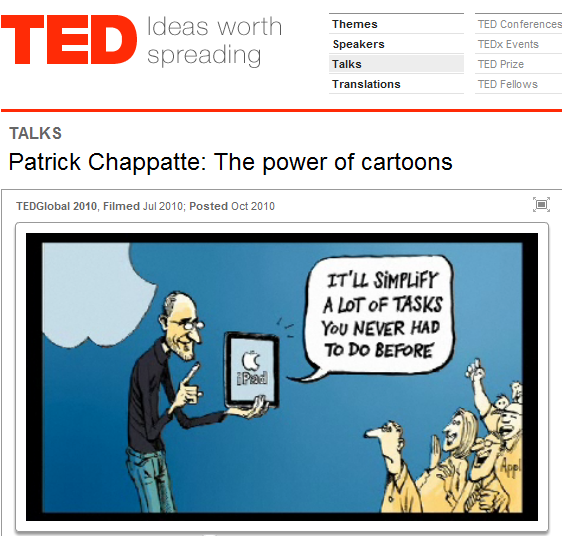 TED Ideas worth
spreading
Themes
Speakers
Talks
Translations
TED Conferences
TEDx Events
TED Prize
TED Fellows
TALKS
Patrick Chappatte: The power of cartoons
TEDGlobal 2010, Filmed Jul 2010; Posted Oct 2010
IT'LL SIMPLIFY
A LOT OF TASKS
YOU NEVER HAD
TO DO BEFORE
iPad
Appl